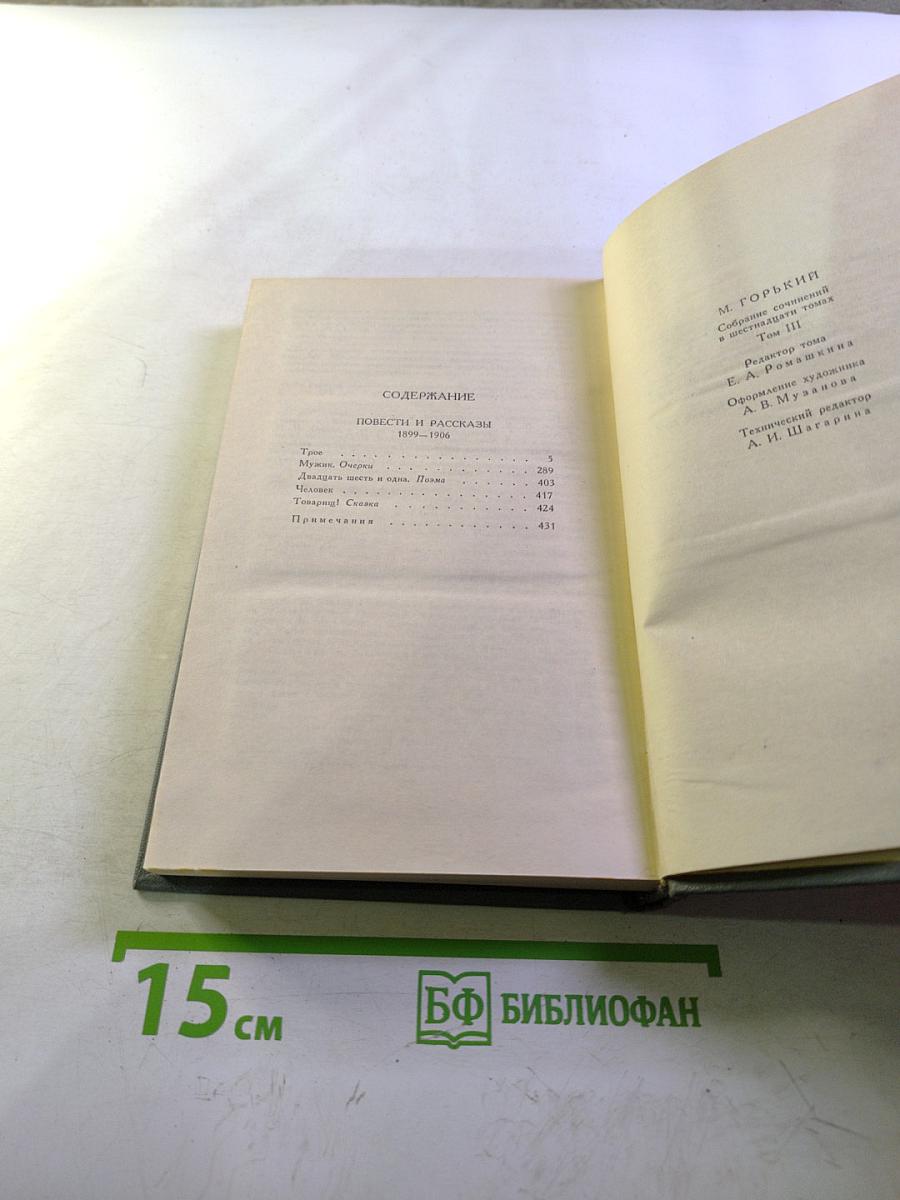 СОДЕРЖАНИЕ
ПОВЕСТИ И РАССКАЗЫ
1899—1906
Трое . . . . . . . . . . . . . . . . 5
Мужик. Очерки . . . . . . . . . . . . 289
Двадцать шесть и одна. Поэма . . . . . . 403
Человек . . . . . . . . . . . . . . . 417
Товарищ! Сказка . . . . . . . . . . . 424
Примечания . . . . . . . . . . . . 431
М. ГОРЬКИЙ
Собрание сочинений
в шестнадцати томах
Том III
Редактор тома
Е. А. Ромашкина
Оформление художника
А. В. Музанова
Технический редактор
А. И. Шагарина
15 см
БФ БИБЛИОФАН